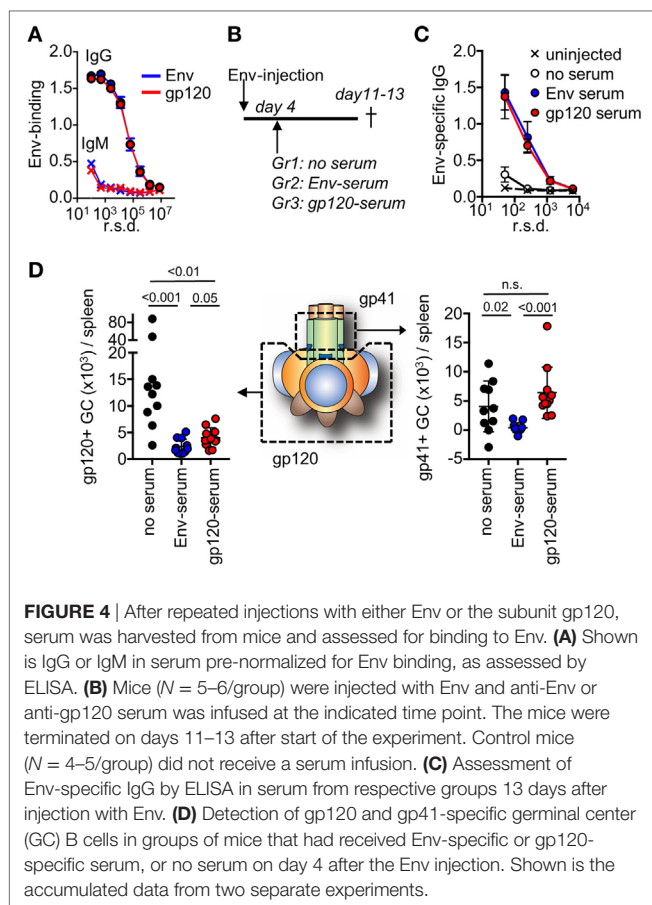 A
IgG
Env
gp120
IgM
Env-binding
2.0
1.5
1.0
0.5
0.0
10¹ 10³ 10⁵ 10⁷
r.s.d.
B
Env-injection
day 4
day11-13
†
Gr1: no serum
Gr2: Env-serum
Gr3: gp120-serum
C
uninjected
no serum
Env serum
gp120 serum
Env-specific IgG
2.0
1.5
1.0
0.5
0.0
10¹ 10² 10³ 10⁴
r.s.d.
D
<0.01
<0.001 0.05
gp120+ GC (x10³) / spleen
80
40
20
15
10
5
0
no serum
Env-serum
gp120-serum
gp41
gp120
n.s.
0.02 <0.001
gp41+ GC (x10³) / spleen
20
15
10
5
0
-5
no serum
Env-serum
gp120-serum
FIGURE 4 | After repeated injections with either Env or the subunit gp120,
serum was harvested from mice and assessed for binding to Env. (A) Shown
is IgG or IgM in serum pre-normalized for Env binding, as assessed by
ELISA. (B) Mice (N = 5–6/group) were injected with Env and anti-Env or
anti-gp120 serum was infused at the indicated time point. The mice were
terminated on days 11–13 after start of the experiment. Control mice
(N = 4–5/group) did not receive a serum infusion. (C) Assessment of
Env-specific IgG by ELISA in serum from respective groups 13 days after
injection with Env. (D) Detection of gp120 and gp41-specific germinal center
(GC) B cells in groups of mice that had received Env-specific or gp120-
specific serum, or no serum on day 4 after the Env injection. Shown is the
accumulated data from two separate experiments.